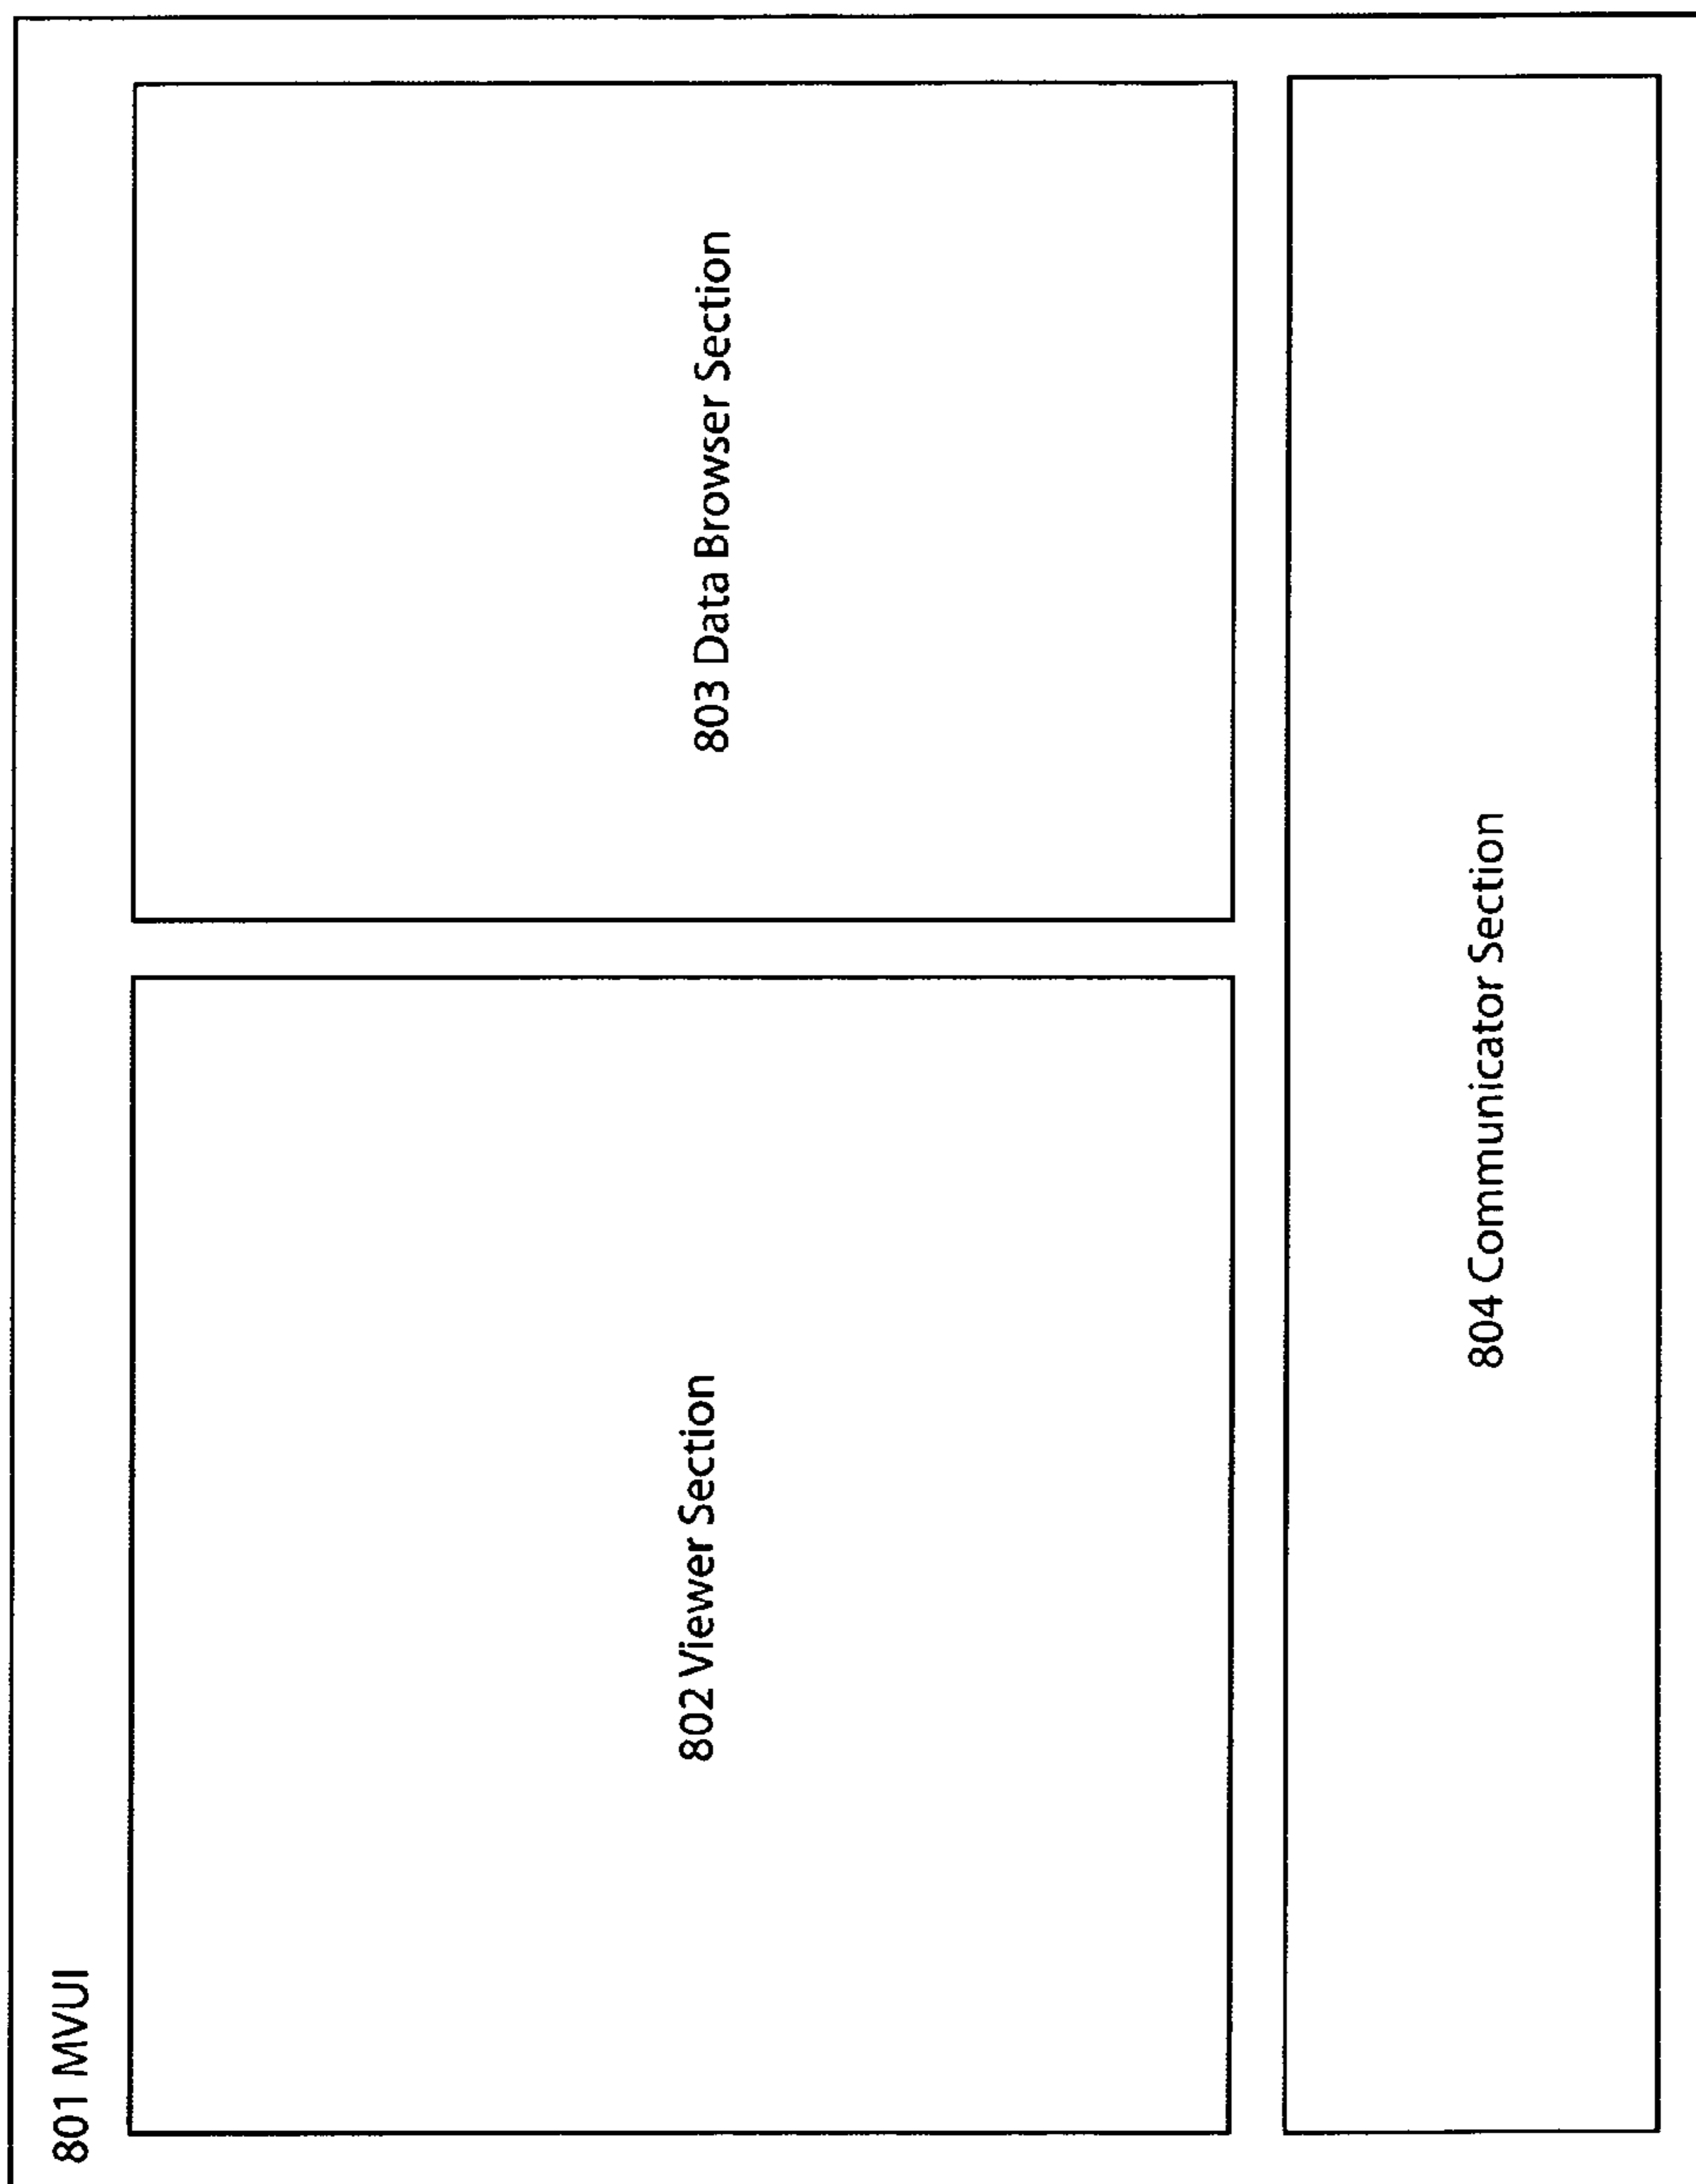 801 MVUI
802 Viewer Section
803 Data Browser Section
804 Communicator Section